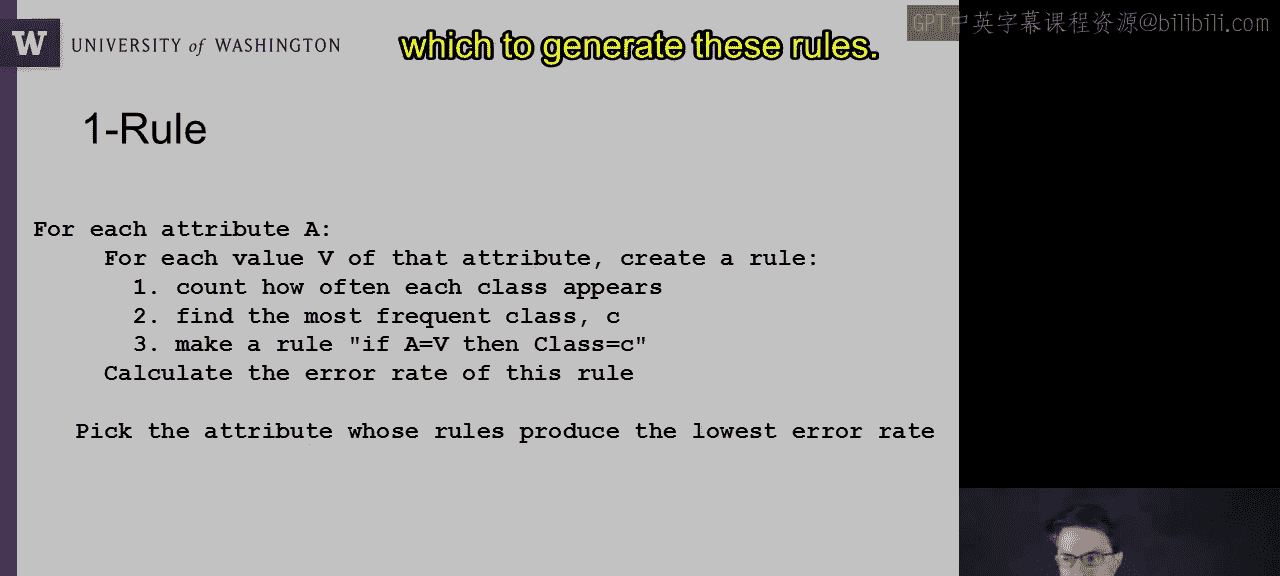 which to generate these rules.
GPT中英字幕课程资源@bilibili.com
W
UNIVERSITY of WASHINGTON
1-Rule
For each attribute A:
For each value V of that attribute, create a rule:
1. count how often each class appears
2. find the most frequent class, c
3. make a rule "if A=V then Class=c"
Calculate the error rate of this rule
Pick the attribute whose rules produce the lowest error rate